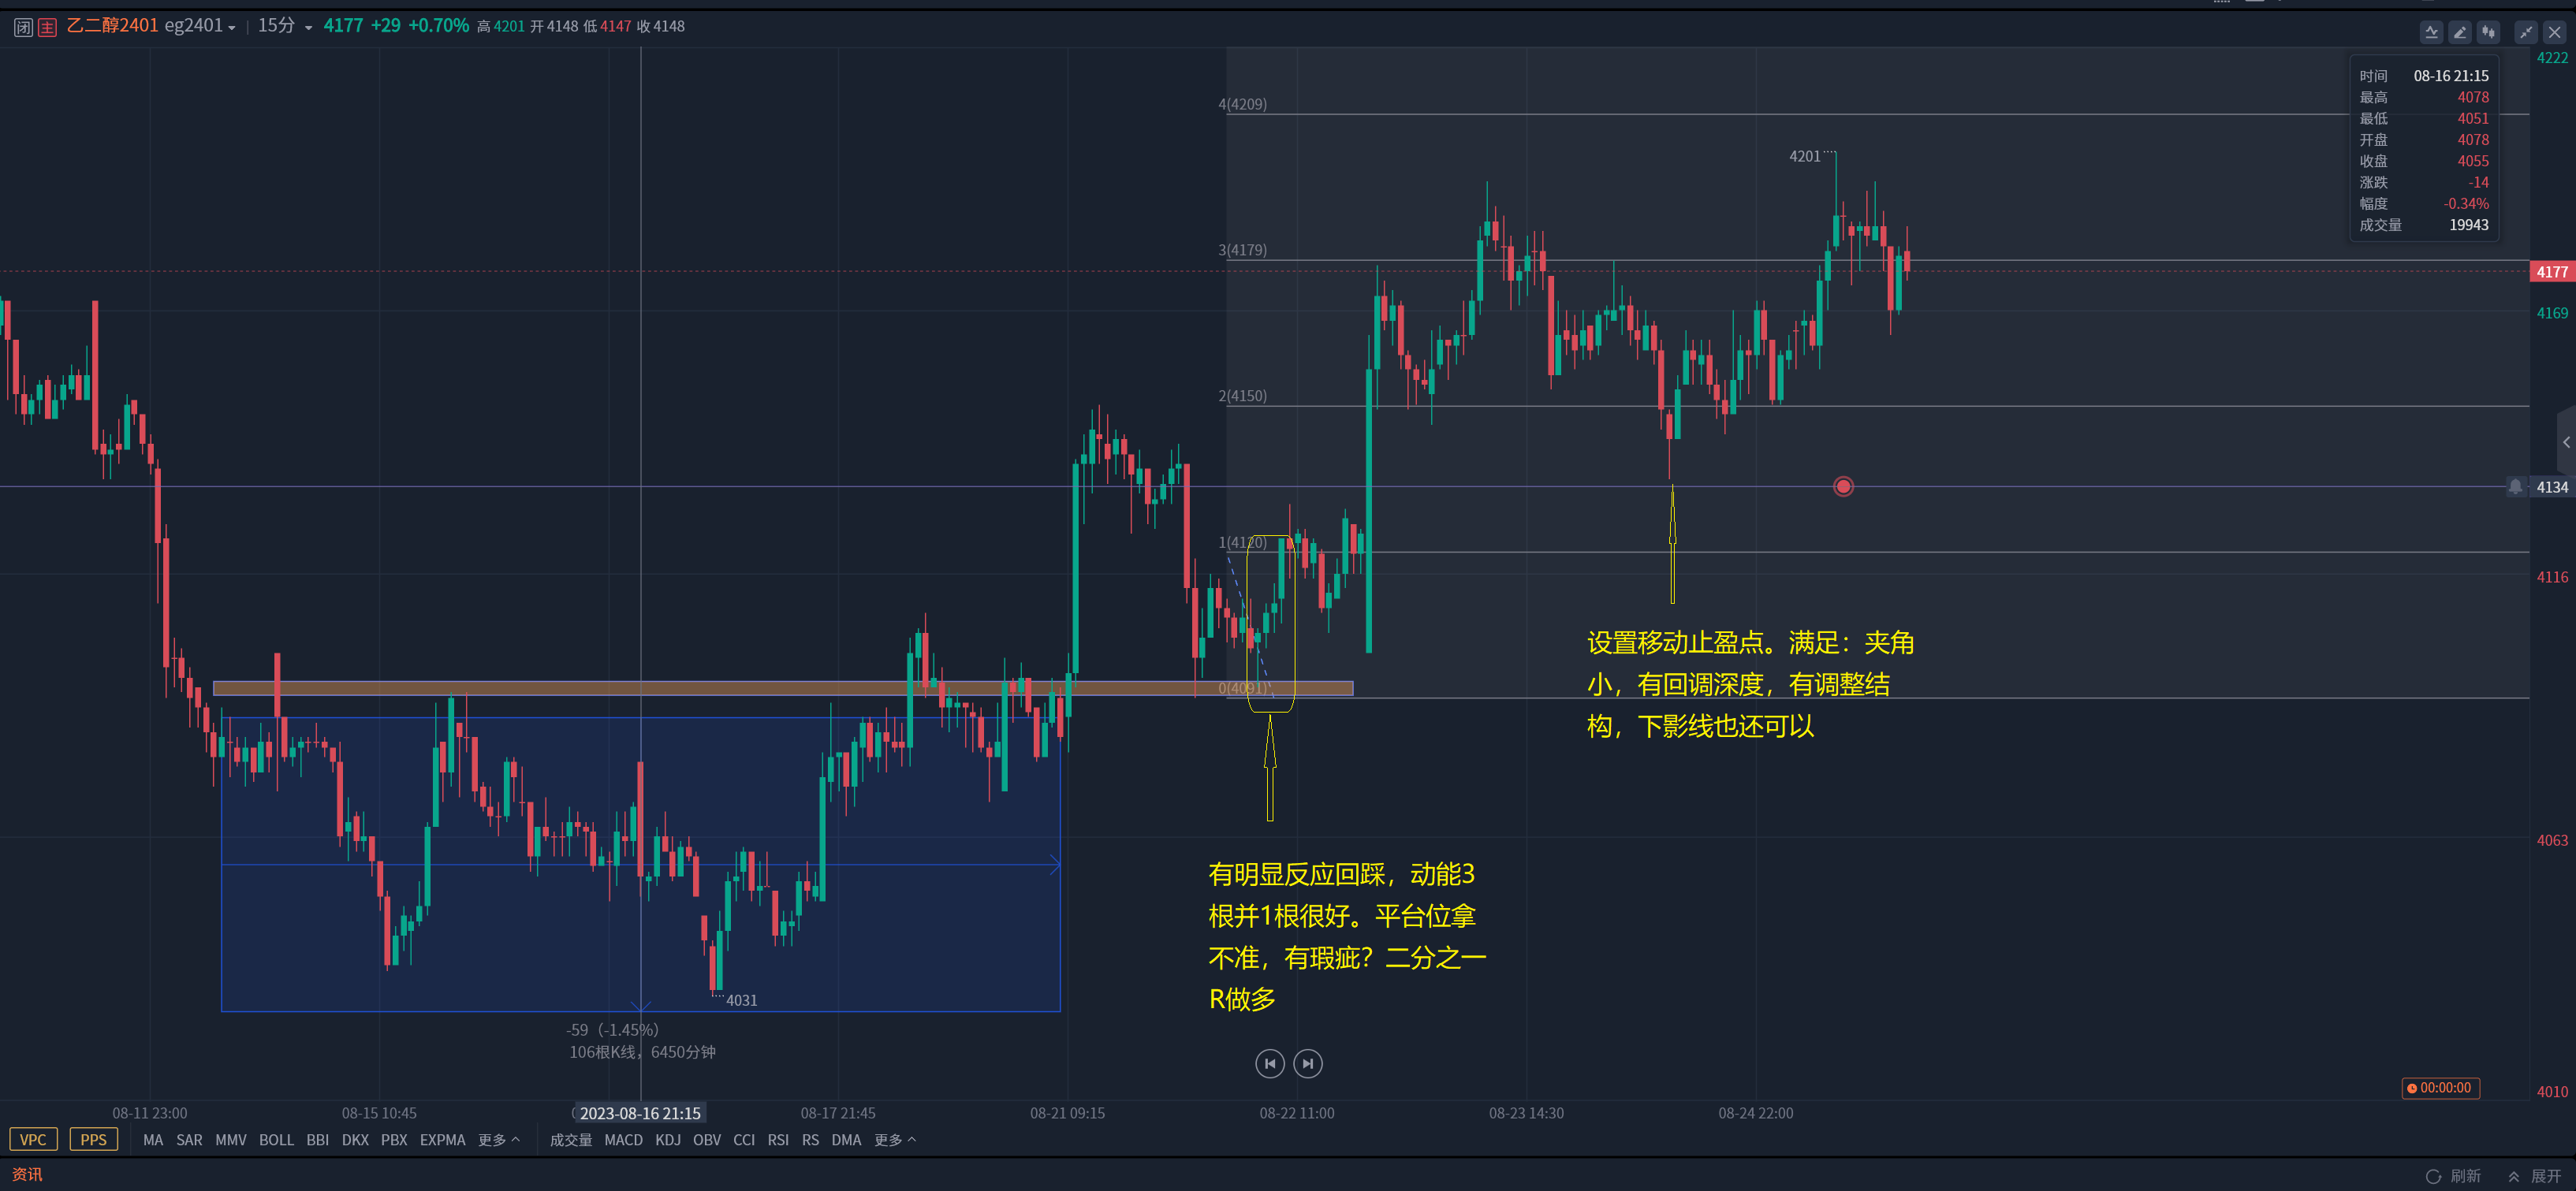 闭 主 乙二醇2401 eg2401 15分 4177 +29 +0.70% 高 4201 开 4148 低 4147 收 4148
4222
时间 08-16 21:15
最高 4078
最低 4051
开盘 4078
收盘 4055
涨跌 -14
幅度 -0.34%
成交量 19943
4(4209)
4201
3(4179)
4177
4169
2(4150)
4134
1(4120)
4116
设置移动止盈点。满足：夹角
小，有回调深度，有调整结
构，下影线也还可以
0(4091)
4063
有明显反应回踩，动能3
根并1根很好。平台位拿
不准，有瑕疵？二分之一
R做多
4031
-59（-1.45%）
106根K线，6450分钟
00:00:00
4010
08-11 23:00 08-15 10:45 2023-08-16 21:15 08-17 21:45 08-21 09:15 08-22 11:00 08-23 14:30 08-24 22:00
VPC PPS MA SAR MMV BOLL BBI DKX PBX EXPMA 更多 成交量 MACD KDJ OBV CCI RSI RS DMA 更多
资讯 刷新 展开